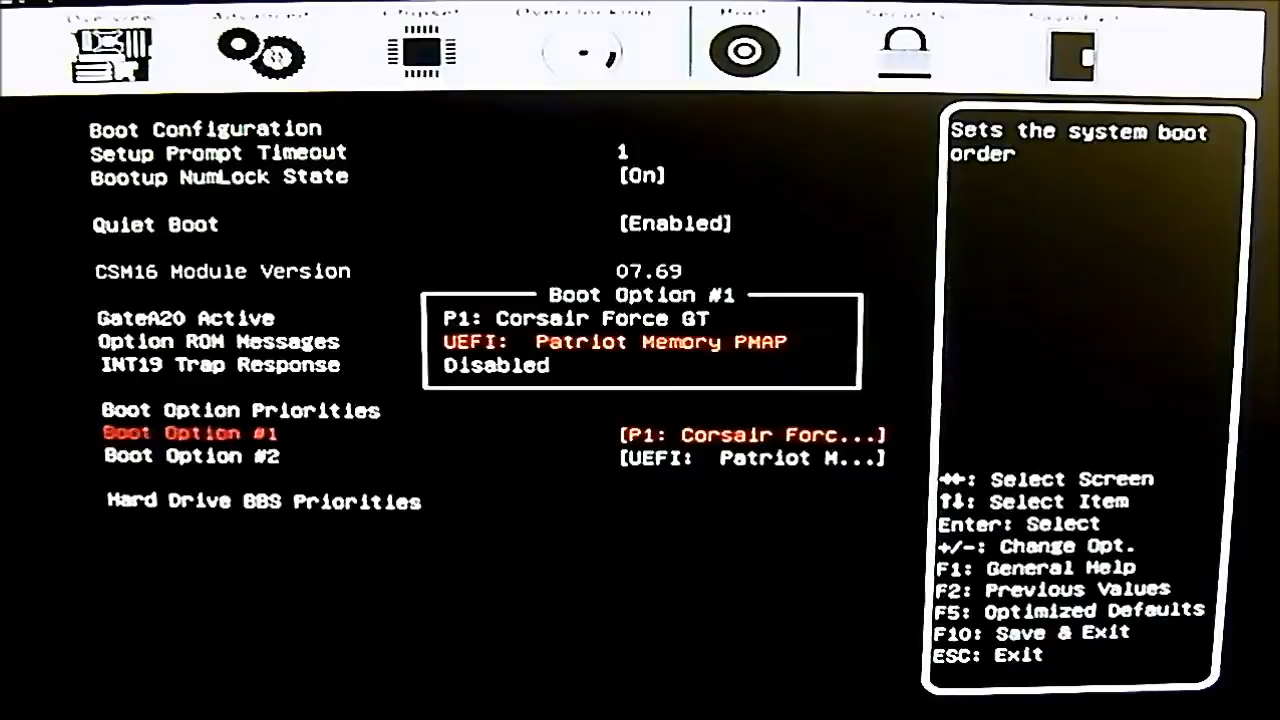 Boot Configuration
Setup Prompt Timeout 1
Bootup NumLock State [On]
Quiet Boot [Enabled]
CSM16 Module Version 07.69
GateA20 Active
Option ROM Messages
INT19 Trap Response
Boot Option #1
P1: Corsair Force GT
UEFI: Patriot Memory PMAP
Disabled
Boot Option Priorities
Boot Option #1 [P1: Corsair Forc...]
Boot Option #2 [UEFI: Patriot M...]
Hard Drive BBS Priorities
Sets the system boot
order
→←: Select Screen
↑↓: Select Item
Enter: Select
+/-: Change Opt.
F1: General Help
F2: Previous Values
F5: Optimized Defaults
F10: Save & Exit
ESC: Exit